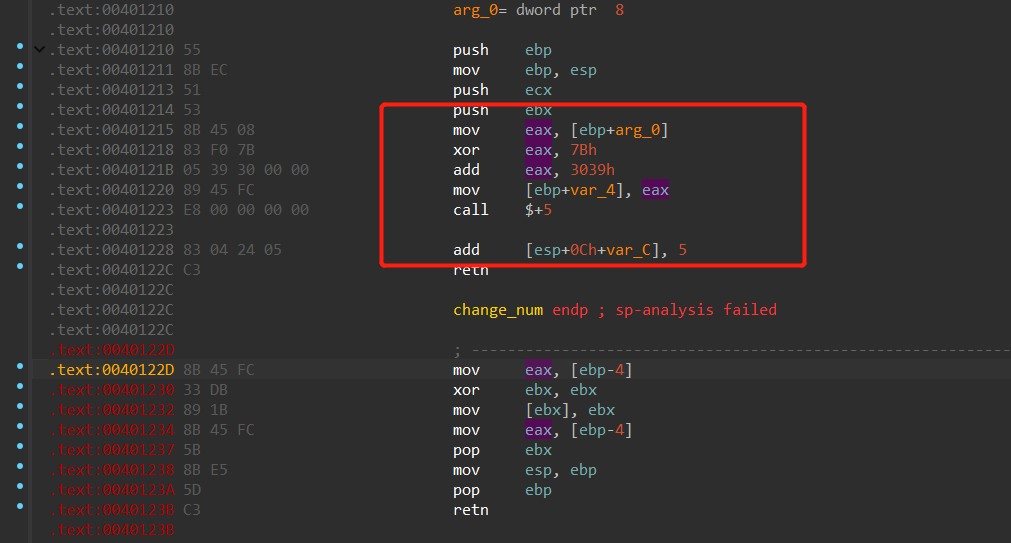 .text:00401210 arg_0= dword ptr 8
.text:00401210
.text:00401210 55 push ebp
.text:00401211 8B EC mov ebp, esp
.text:00401213 51 push ecx
.text:00401214 53 push ebx
.text:00401215 8B 45 08 mov eax, [ebp+arg_0]
.text:00401218 83 F0 7B xor eax, 7Bh
.text:0040121B 05 39 30 00 00 add eax, 3039h
.text:00401220 89 45 FC mov [ebp+var_4], eax
.text:00401223 E8 00 00 00 00 call $+5
.text:00401223
.text:00401228 83 04 24 05 add [esp+0Ch+var_C], 5
.text:0040122C C3 retn
.text:0040122C
.text:0040122C change_num endp ; sp-analysis failed
.text:0040122C
.text:0040122D ; ---------------------------------------------------------------
.text:0040122D 8B 45 FC mov eax, [ebp-4]
.text:00401230 33 DB xor ebx, ebx
.text:00401232 89 1B mov [ebx], ebx
.text:00401234 8B 45 FC mov eax, [ebp-4]
.text:00401237 5B pop ebx
.text:00401238 8B E5 mov esp, ebp
.text:0040123A 5D pop ebp
.text:0040123B C3 retn
.text:0040123B